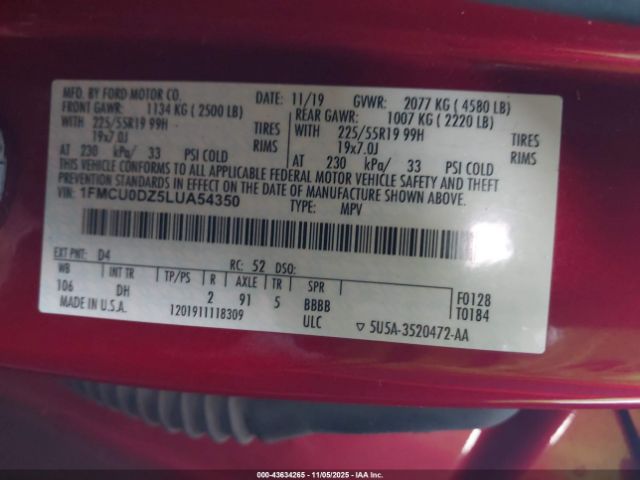 MFD. BY FORD MOTOR CO.
DATE: 11/19 GVWR: 2077 KG ( 4580 LB)
FRONT GAWR: 1134 KG ( 2500 LB)
REAR GAWR: 1007 KG ( 2220 LB)
WITH 225/55R19 99H TIRES
WITH 225/55R19 99H TIRES
19x7.0J RIMS
19x7.0J RIMS
AT 230 kPa/ 33 PSI COLD
AT 230 kPa/ 33 PSI COLD
THIS VEHICLE CONFORMS TO ALL APPLICABLE FEDERAL MOTOR VEHICLE SAFETY AND THEFT
PREVENTION STANDARDS IN EFFECT ON THE DATE OF MANUFACTURE SHOWN ABOVE.
VIN: 1FMCU0DZ5LUA54350
TYPE: MPV
EXT PNT: D4 RC: 52 DSO:
WB INT TR TP/PS R AXLE TR SPR
106 DH 2 91 5 BBBB
F0128
T0184
MADE IN U.S.A. 1201911118309 ULC ▽ 5U5A-3520472-AA
000-43634265 - 11/05/2025 - IAA Inc.